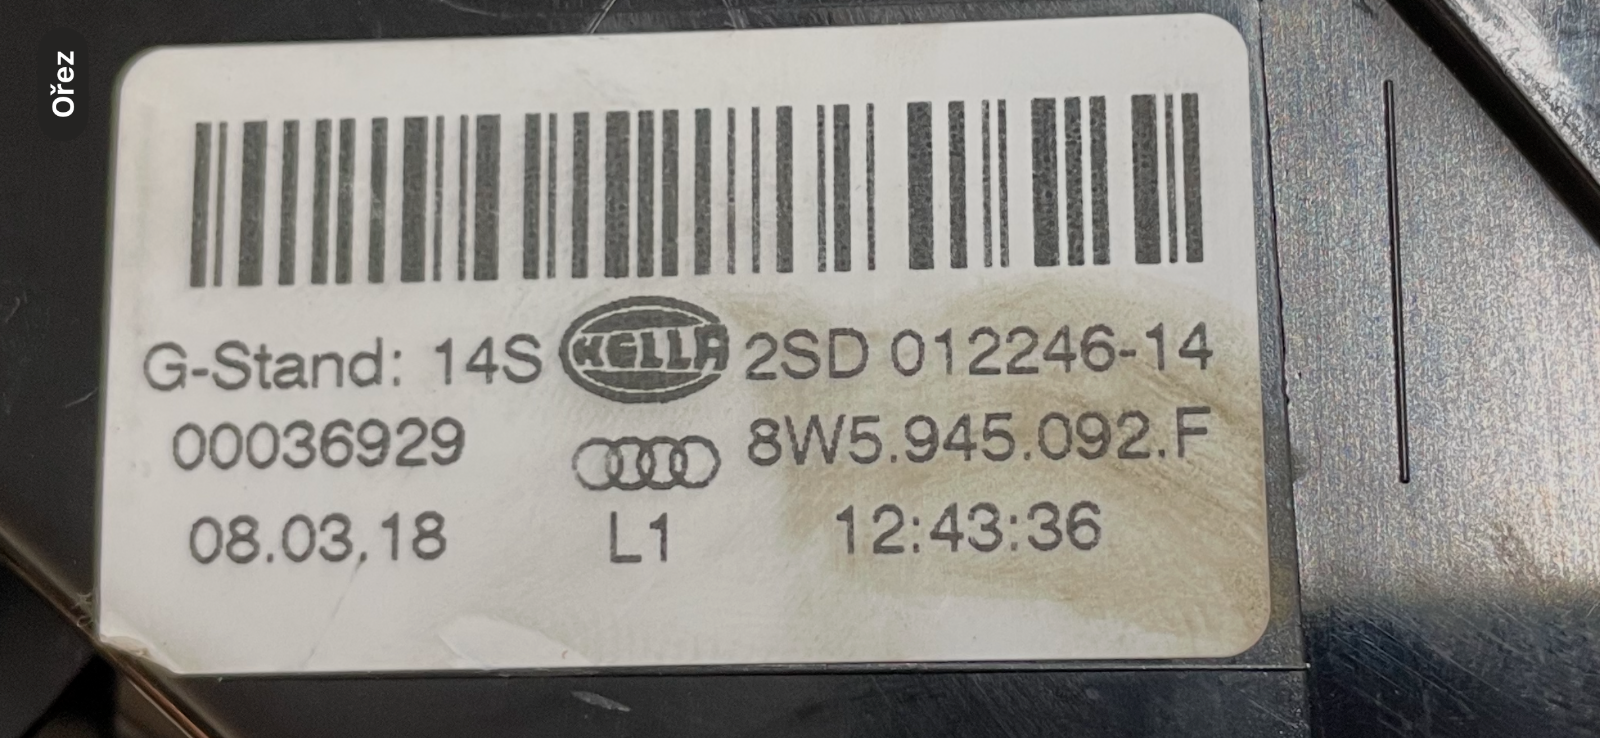 Ořez
G-Stand: 14S HELLA 2SD 012246-14
00036929 8W5.945.092.F
08.03.18 L1 12:43:36